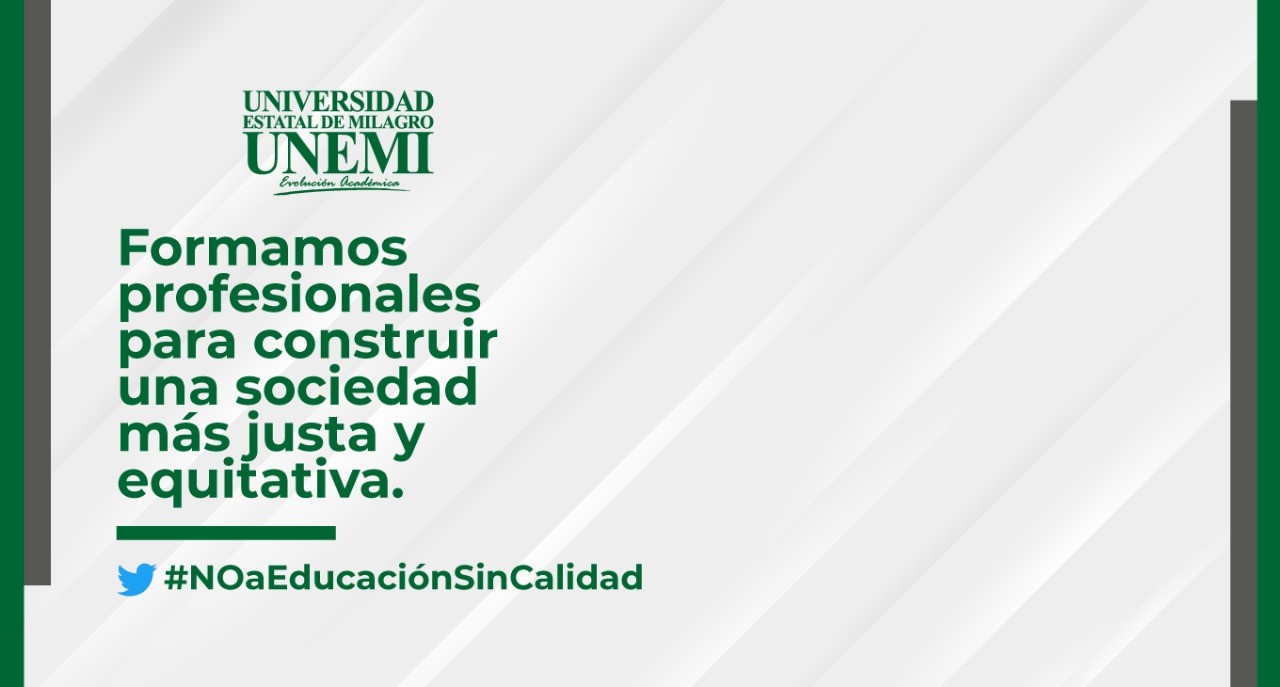 UNIVERSIDAD
ESTATAL DE MILAGRO
UNEMI
Evolución Académica
Formamos
profesionales
para construir
una sociedad
más justa y
equitativa.
#NOaEducaciónSinCalidad